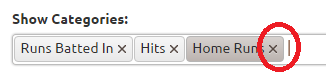 Show Categories:
Runs Batted In × Hits × Home Runs ×